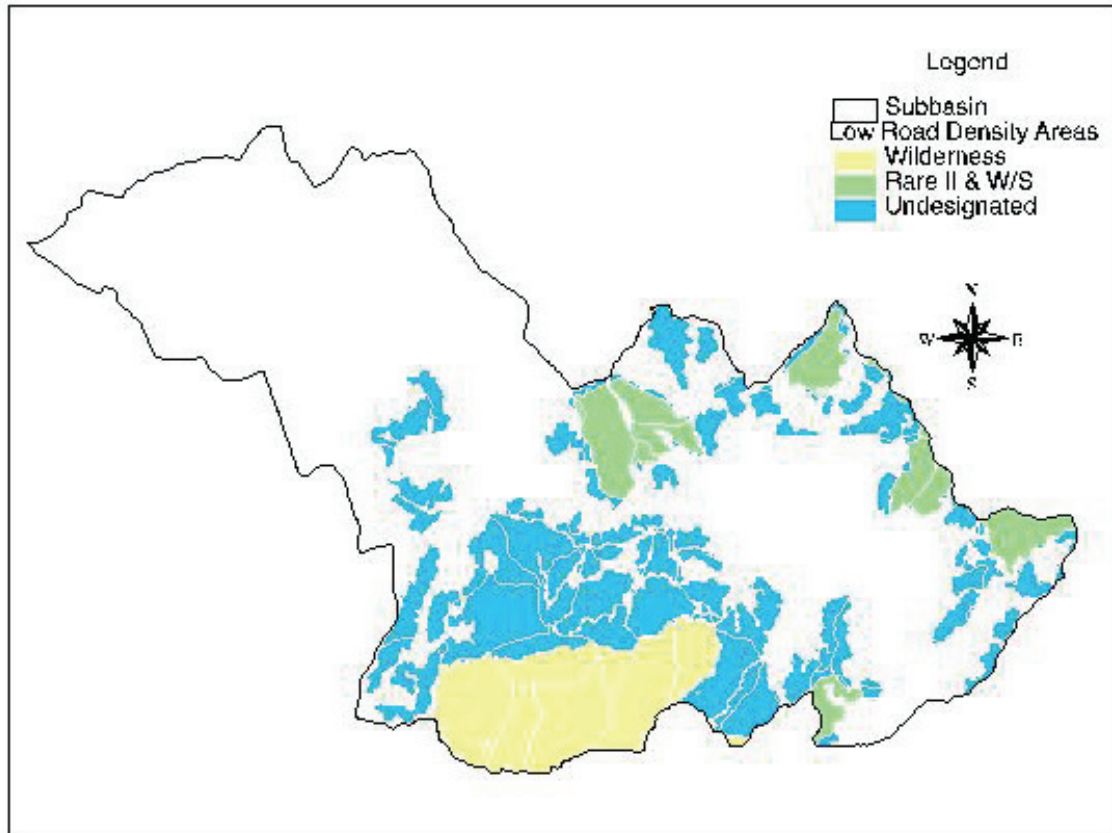 Legend
Subbasin
Low Road Density Areas
Wilderness
Rare II & W/S
Undesignated
N
W E
S